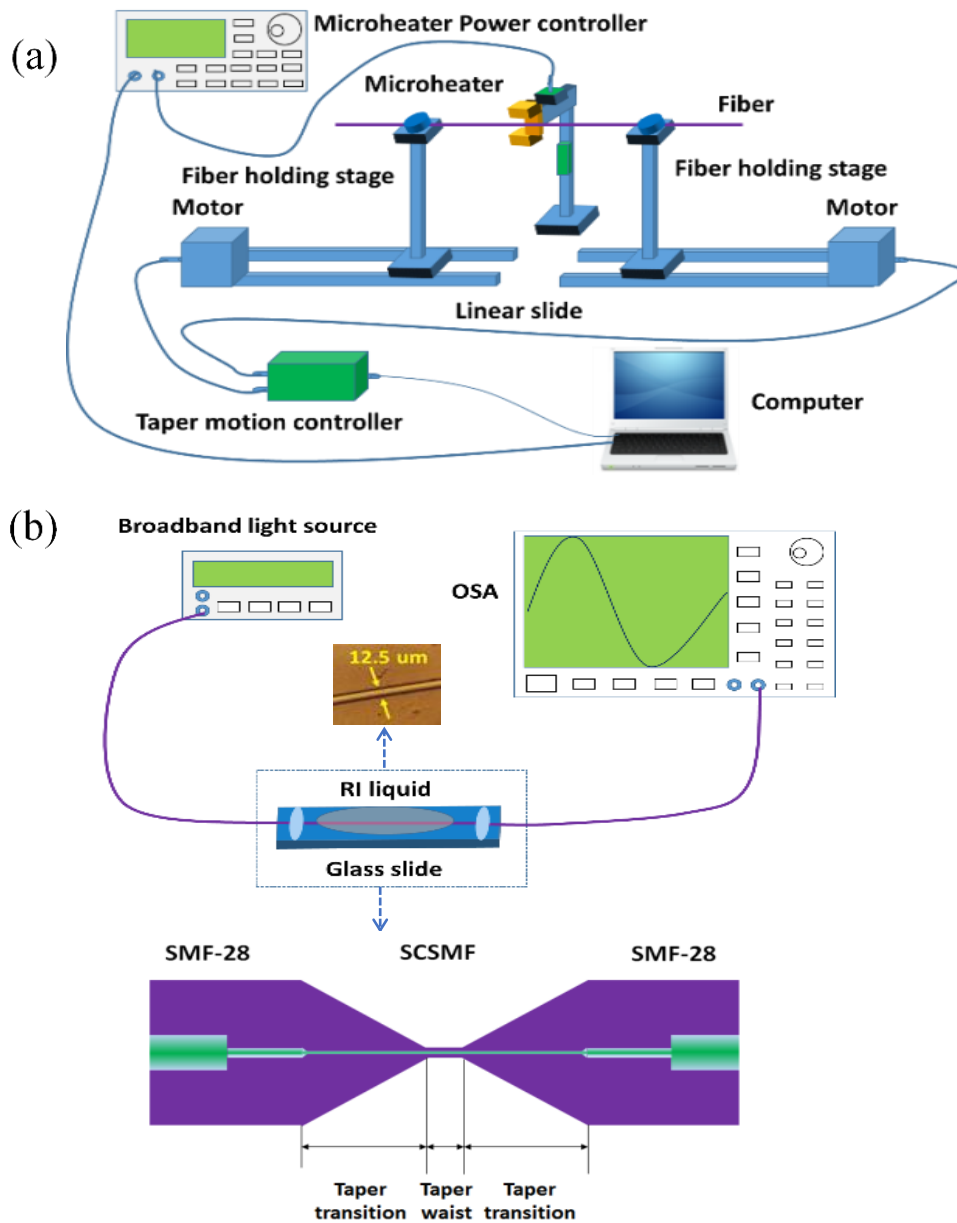 (a)
Microheater Power controller
Microheater
Fiber
Fiber holding stage
Fiber holding stage
Motor
Motor
Linear slide
Taper motion controller
Computer
(b)
Broadband light source
OSA
12.5 um
RI liquid
Glass slide
SMF-28
SCSMF
SMF-28
Taper
transition
Taper
waist
Taper
transition